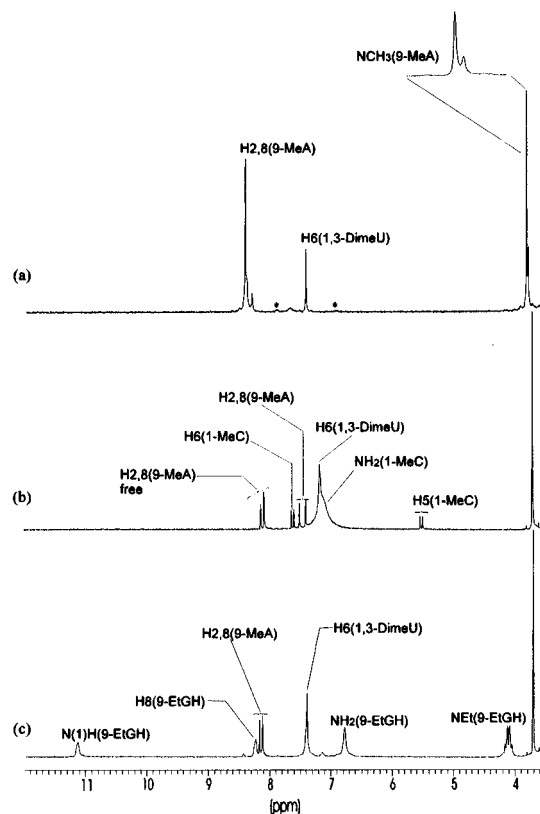 NCH3(9-MeA)
H2,8(9-MeA)
H6(1,3-DimeU)
(a)
*
*
H2,8(9-MeA)
H6(1-MeC)
H6(1,3-DimeU)
H2,8(9-MeA)
free
NH2(1-MeC)
H5(1-MeC)
(b)
H2,8(9-MeA)
H6(1,3-DimeU)
H8(9-EtGH)
N(1)H(9-EtGH)
NH2(9-EtGH)
NEt(9-EtGH)
(c)
11 10 9 8 7 6 5 4
[ppm]